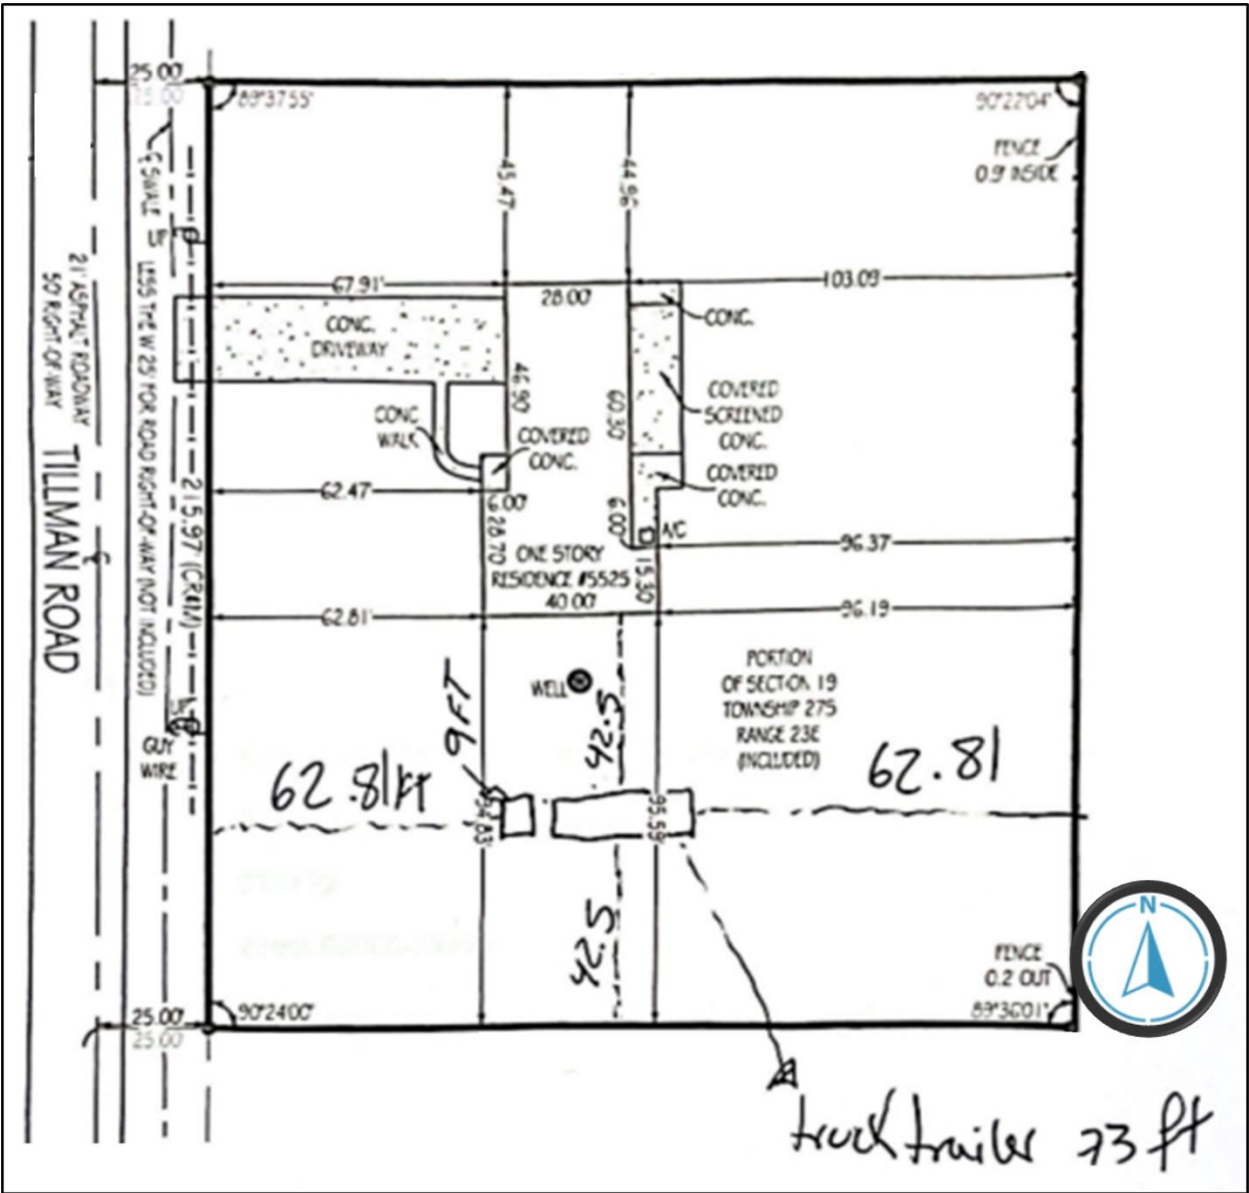 25.00'
25.00
89°37'55"
90°22'04"
FENCE
0.9' INSIDE
45.47
44.96
₵ SWALE
UP
LESS THE W 25' FOR ROAD RIGHT-OF-WAY (NOT INCLUDED)
21' ASPHALT ROADWAY
50' RIGHT-OF-WAY
TILLMAN ROAD
215.97' (CR#M)
67.91'
28.00'
103.09
CONC.
DRIVEWAY
CONC.
46.90
60.30
COVERED
SCREENED
CONC.
CONC
WALK
COVERED
CONC.
COVERED
CONC.
62.47
6.00'
6.00'
28.70
A/C
96.37
ONE STORY
RESIDENCE #5525
15.30
40.00'
62.81'
96.19
WELL
PORTION
OF SECTION 19
TOWNSHIP 27S
RANGE 23E
(INCLUDED)
GUY
WIRE
9 FT
42.5
62.81 ft
62.81
94.83'
95.59'
42.5
N
FENCE
0.2' OUT
90°24'00"
89°36'01"
25.00'
25.00
truck trailer 73 ft